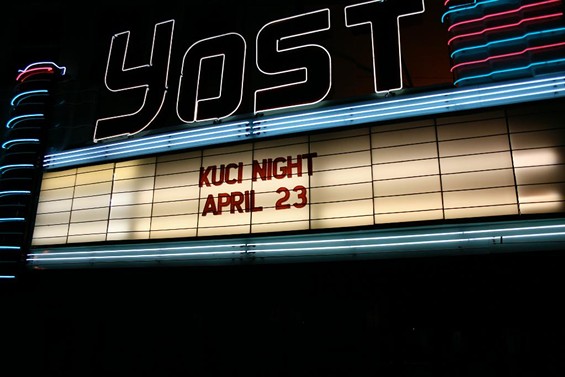 YOST
KUCI NIGHT
APRIL 23